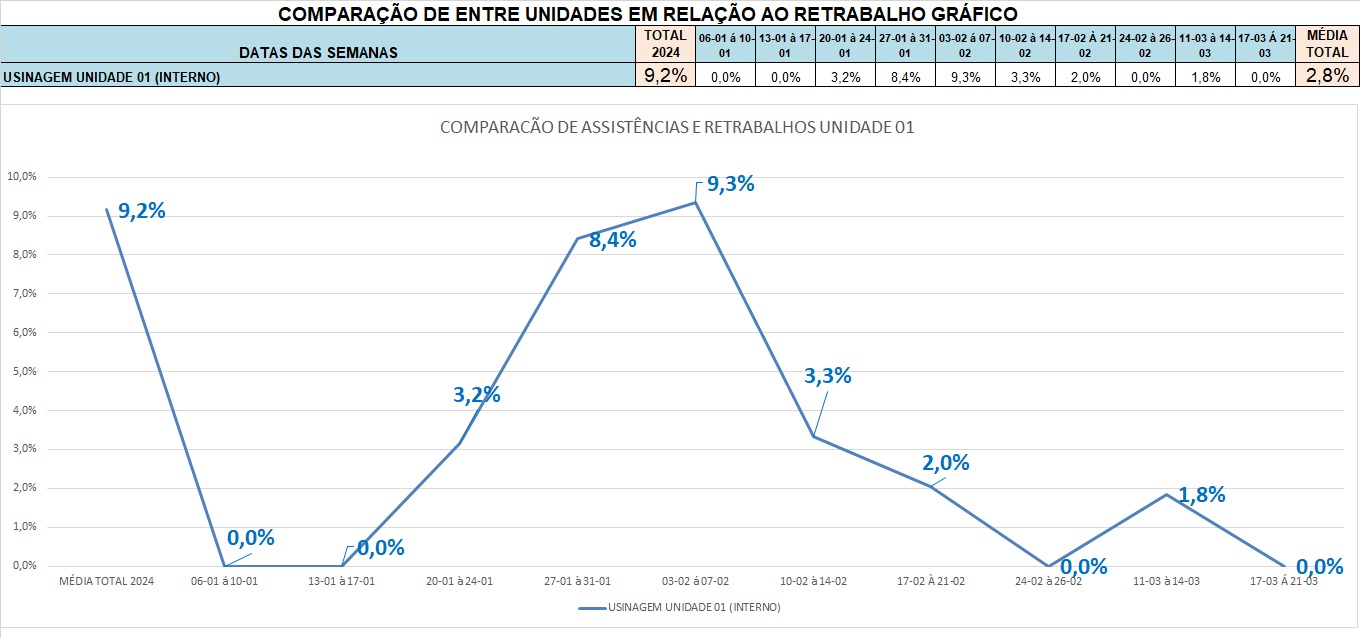 COMPARAÇÃO DE ENTRE UNIDADES EM RELAÇÃO AO RETRABALHO GRÁFICO
DATAS DAS SEMANAS
TOTAL
2024
06-01 á 10-
01
13-01 à 17-
01
20-01 à 24-
01
27-01 à 31-
01
03-02 à 07-
02
10-02 à 14-
02
17-02 À 21-
02
24-02 à 26-
02
11-03 à 14-
03
17-03 Á 21-
03
MÉDIA
TOTAL
USINAGEM UNIDADE 01 (INTERNO) 9,2% 0,0% 0,0% 3,2% 8,4% 9,3% 3,3% 2,0% 0,0% 1,8% 0,0% 2,8%
COMPARACÃO DE ASSISTÊNCIAS E RETRABALHOS UNIDADE 01
10,0%
9,0%
8,0%
7,0%
6,0%
5,0%
4,0%
3,0%
2,0%
1,0%
0,0%
9,2%
0,0%
0,0%
3,2%
8,4%
9,3%
3,3%
2,0%
0,0%
1,8%
0,0%
MÉDIA TOTAL 2024 06-01 á 10-01 13-01 à 17-01 20-01 à 24-01 27-01 à 31-01 03-02 à 07-02 10-02 à 14-02 17-02 À 21-02 24-02 à 26-02 11-03 à 14-03 17-03 Á 21-03
USINAGEM UNIDADE 01 (INTERNO)